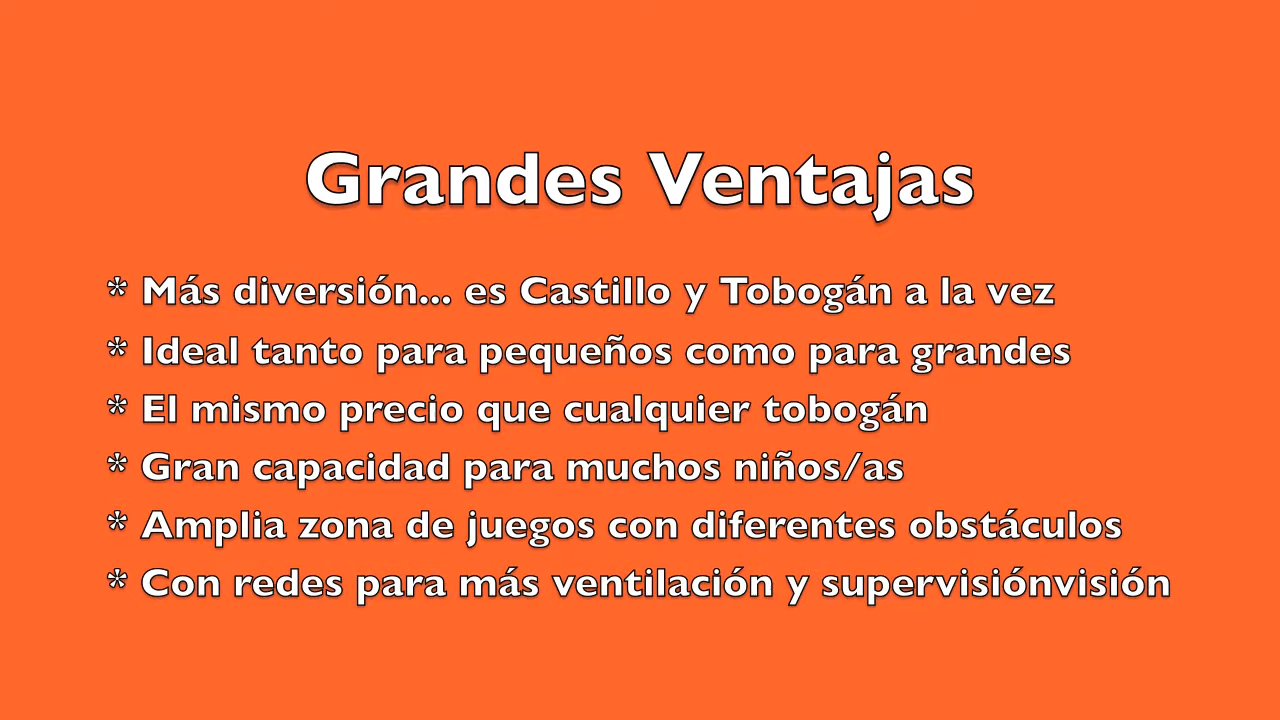 Grandes Ventajas
* Más diversión... es Castillo y Tobogán a la vez
* Ideal tanto para pequeños como para grandes
* El mismo precio que cualquier tobogán
* Gran capacidad para muchos niños/as
* Amplia zona de juegos con diferentes obstáculos
* Con redes para más ventilación y supervisiónvisión